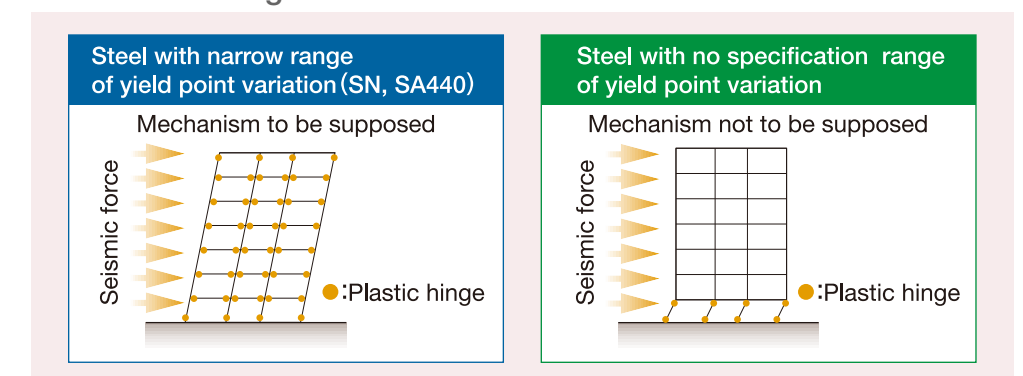 Steel with narrow range
of yield point variation (SN, SA440)
Mechanism to be supposed
Seismic force
:Plastic hinge
Steel with no specification range
of yield point variation
Mechanism not to be supposed
Seismic force
:Plastic hinge